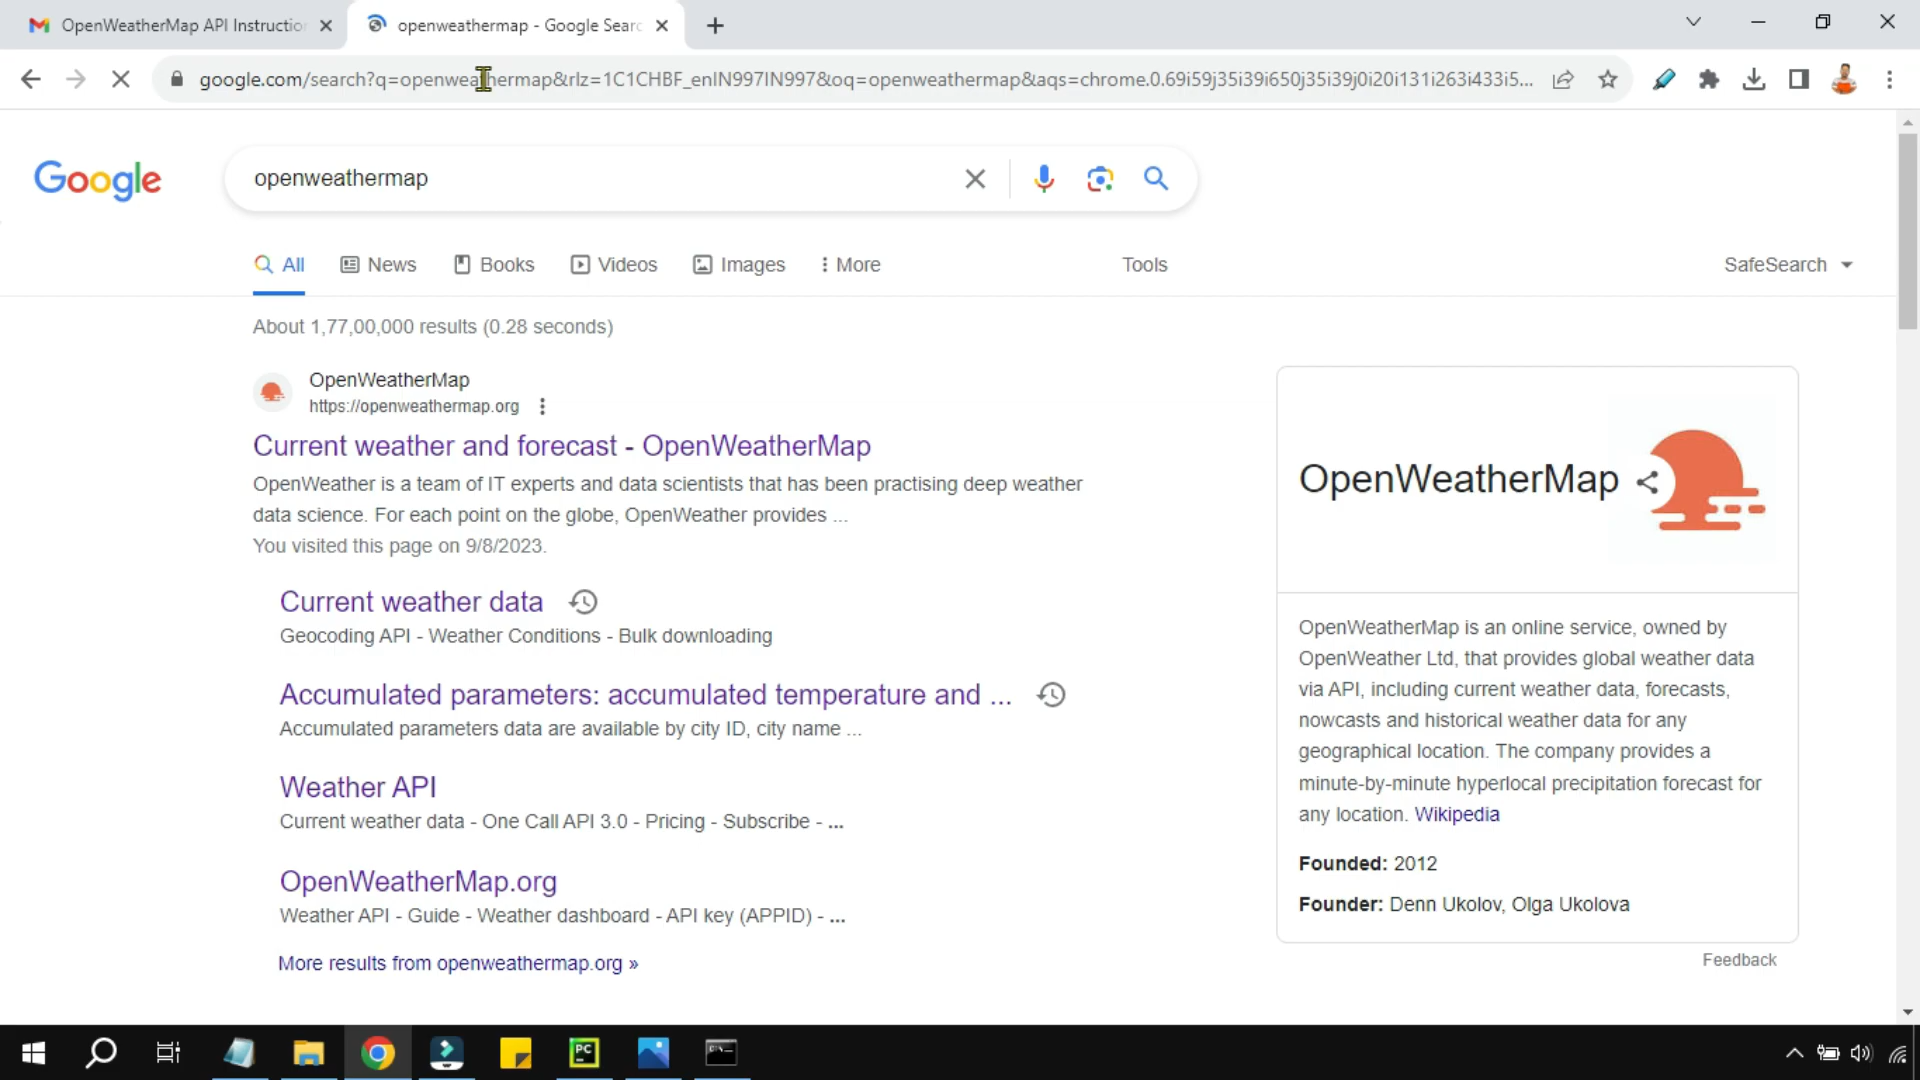 OpenWeatherMap API Instruction
openweathermap - Google Searc
google.com/search?q=openweathermap&rlz=1C1CHBF_enIN997IN997&oq=openweathermap&aqs=chrome.0.69i59j35i39i650j35i39j0i20i131i263i433i5...
Google
openweathermap
All
News
Books
Videos
Images
More
Tools
SafeSearch
About 1,77,00,000 results (0.28 seconds)
OpenWeatherMap
https://openweathermap.org
Current weather and forecast - OpenWeatherMap
OpenWeather is a team of IT experts and data scientists that has been practising deep weather
data science. For each point on the globe, OpenWeather provides ...
You visited this page on 9/8/2023.
Current weather data
Geocoding API - Weather Conditions - Bulk downloading
Accumulated parameters: accumulated temperature and ...
Accumulated parameters data are available by city ID, city name ...
Weather API
Current weather data - One Call API 3.0 - Pricing - Subscribe - ...
OpenWeatherMap.org
Weather API - Guide - Weather dashboard - API key (APPID) - ...
More results from openweathermap.org »
OpenWeatherMap
OpenWeatherMap is an online service, owned by
OpenWeather Ltd, that provides global weather data
via API, including current weather data, forecasts,
nowcasts and historical weather data for any
geographical location. The company provides a
minute-by-minute hyperlocal precipitation forecast for
any location. Wikipedia
Founded: 2012
Founder: Denn Ukolov, Olga Ukolova
Feedback
PC